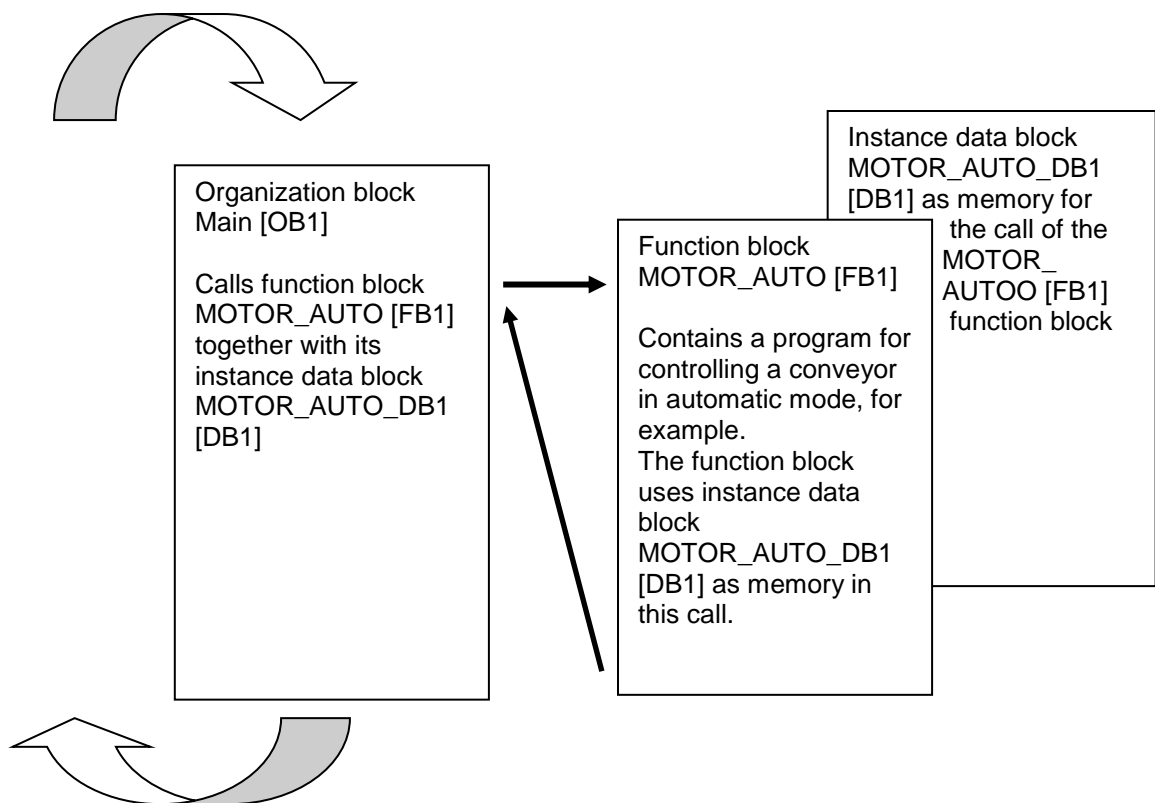 Organization block
Main [OB1]
Calls function block
MOTOR_AUTO [FB1]
together with its
instance data block
MOTOR_AUTO_DB1
[DB1]
Function block
MOTOR_AUTO [FB1]
Contains a program for
controlling a conveyor
in automatic mode, for
example.
The function block
uses instance data
block
MOTOR_AUTO_DB1
[DB1] as memory in
this call.
Instance data block
MOTOR_AUTO_DB1
[DB1] as memory for
the call of the
MOTOR_
AUTOO [FB1]
function block